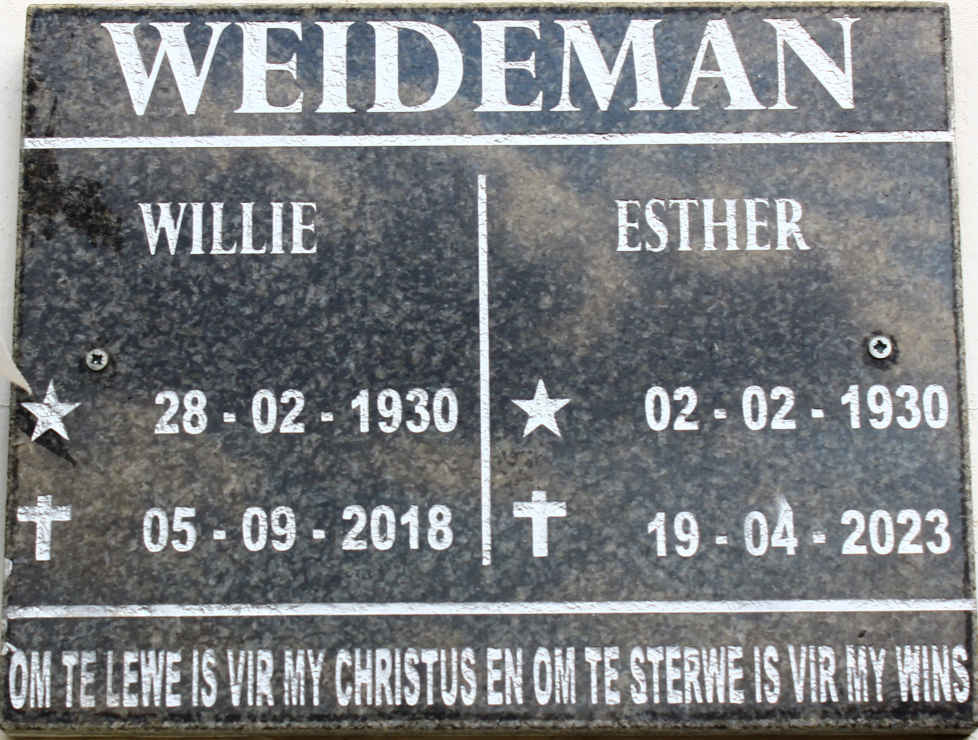 WEIDEMAN
WILLIE
ESTHER
28 - 02 - 1930
02 - 02 - 1930
05 - 09 - 2018
19 - 04 - 2023
OM TE LEWE IS VIR MY CHRISTUS EN OM TE STERWE IS VIR MY WINS